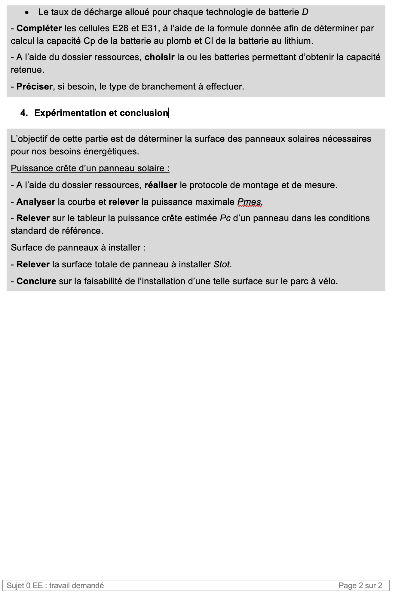 • Le taux de décharge alloué pour chaque technologie de batterie D
- Compléter les cellules E28 et E31, à l'aide de la formule donnée afin de déterminer par
calcul la capacité Cp de la batterie au plomb et Cl de la batterie au lithium.
- A l'aide du dossier ressources, choisir la ou les batteries permettant d'obtenir la capacité
retenue.
- Préciser, si besoin, le type de branchement à effectuer.
4. Expérimentation et conclusion
L'objectif de cette partie est de déterminer la surface des panneaux solaires nécessaires
pour nos besoins énergétiques.
Puissance crête d'un panneau solaire :
- A l'aide du dossier ressources, réaliser le protocole de montage et de mesure.
- Analyser la courbe et relever la puissance maximale Pmes.
- Relever sur le tableur la puissance crête estimée Pc d'un panneau dans les conditions
standard de référence.
Surface de panneaux à installer :
- Relever la surface totale de panneau à installer Stot.
- Conclure sur la faisabilité de l'installation d'une telle surface sur le parc à vélo.
Sujet 0 EE : travail demandé Page 2 sur 2